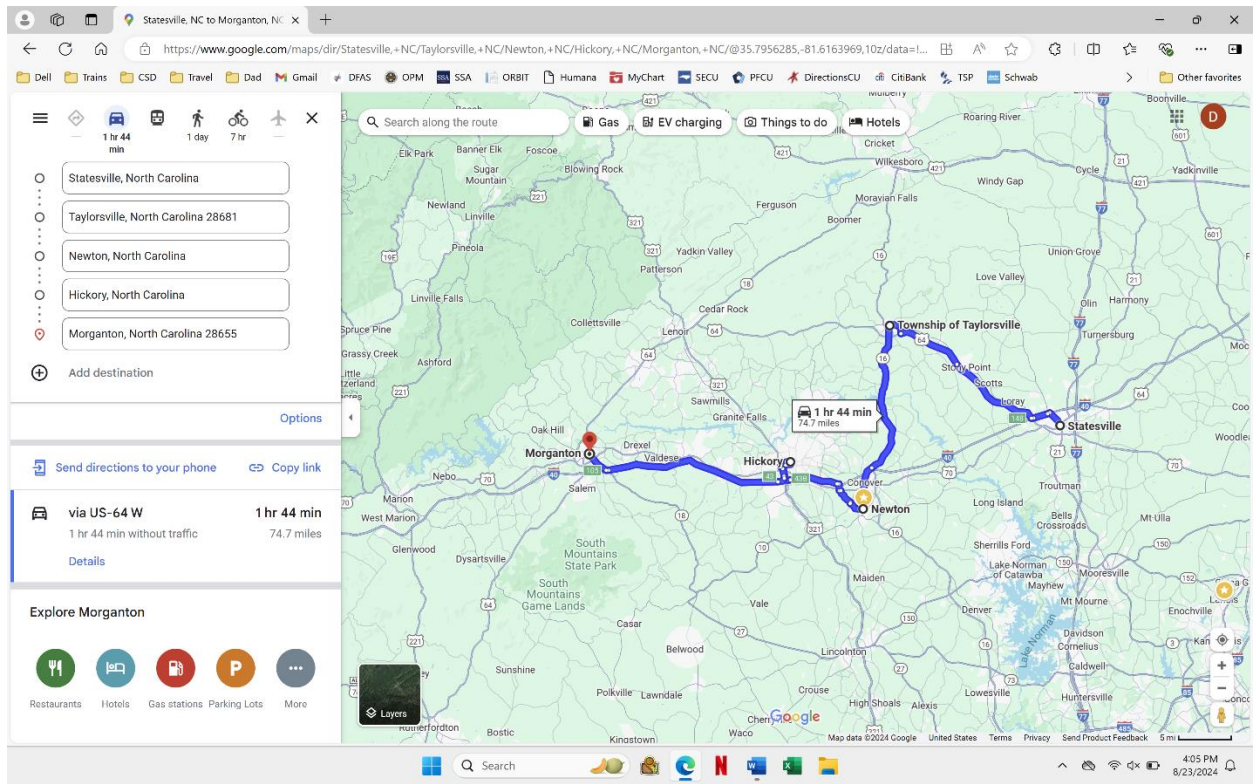 Statesville, NC to Morganton, NC
https://www.google.com/maps/dir/Statesville,+NC/Taylorsville,+NC/Newton,+NC/Hickory,+NC/Morganton,+NC/@35.7956285,-81.6163969,10z/data=!...
Dell Trains CSD Travel Dad Gmail DFAS OPM SSA ORBIT Humana MyChart SECU PFCU DirectionsCU CitiBank TSP Schwab Other favorites
1 hr 44 min
1 day
7 hr
Statesville, North Carolina
Taylorsville, North Carolina 28681
Newton, North Carolina
Hickory, North Carolina
Morganton, North Carolina 28655
Add destination
Options
Send directions to your phone
Copy link
via US-64 W
1 hr 44 min
1 hr 44 min without traffic
74.7 miles
Details
Explore Morganton
Restaurants
Hotels
Gas stations
Parking Lots
More
Search along the route
Gas
EV charging
Things to do
Hotels
D
Mulberry
Roaring River
Boonville
Elk Park
Banner Elk
Foscoe
Cricket
Wilkesboro
Sugar Mountain
Blowing Rock
Cycle
Yadkinville
Windy Gap
Newland
Linville
Ferguson
Moravian Falls
Boomer
Pineola
Yadkin Valley
Union Grove
Patterson
Love Valley
Linville Falls
Cedar Rock
Olin
Harmony
Spruce Pine
Collettsville
Lenoir
Township of Taylorsville
Turnersburg
Grassy Creek
Ashford
Stony Point
Scotts
Sawmills
Loray
Granite Falls
1 hr 44 min
74.7 miles
Statesville
Oak Hill
Drexel
Morganton
Valdese
Hickory
Nebo
Salem
Conover
Troutman
Marion
West Marion
Newton
Long Island
Bells Crossroads
Mt Ulla
Glenwood
Dysartsville
South Mountains State Park
Sherrills Ford
Lake Norman of Catawba
Mooresville
Mayhew
South Mountains Game Lands
Maiden
Mt Mourne
Enochville
Vale
Denver
Casar
Davidson
Cornelius
Belwood
Lincolnton
Lake Norman
Caldwell
Sunshine
Polkville
Lawndale
Crouse
Lowesville
Huntersville
High Shoals
Alexis
Layers
Rutherfordton
Bostic
Kingstown
Waco
Google
Map data ©2024 Google
United States
Terms
Privacy
Send Product Feedback
5 mi
Search
4:05 PM
8/23/2024